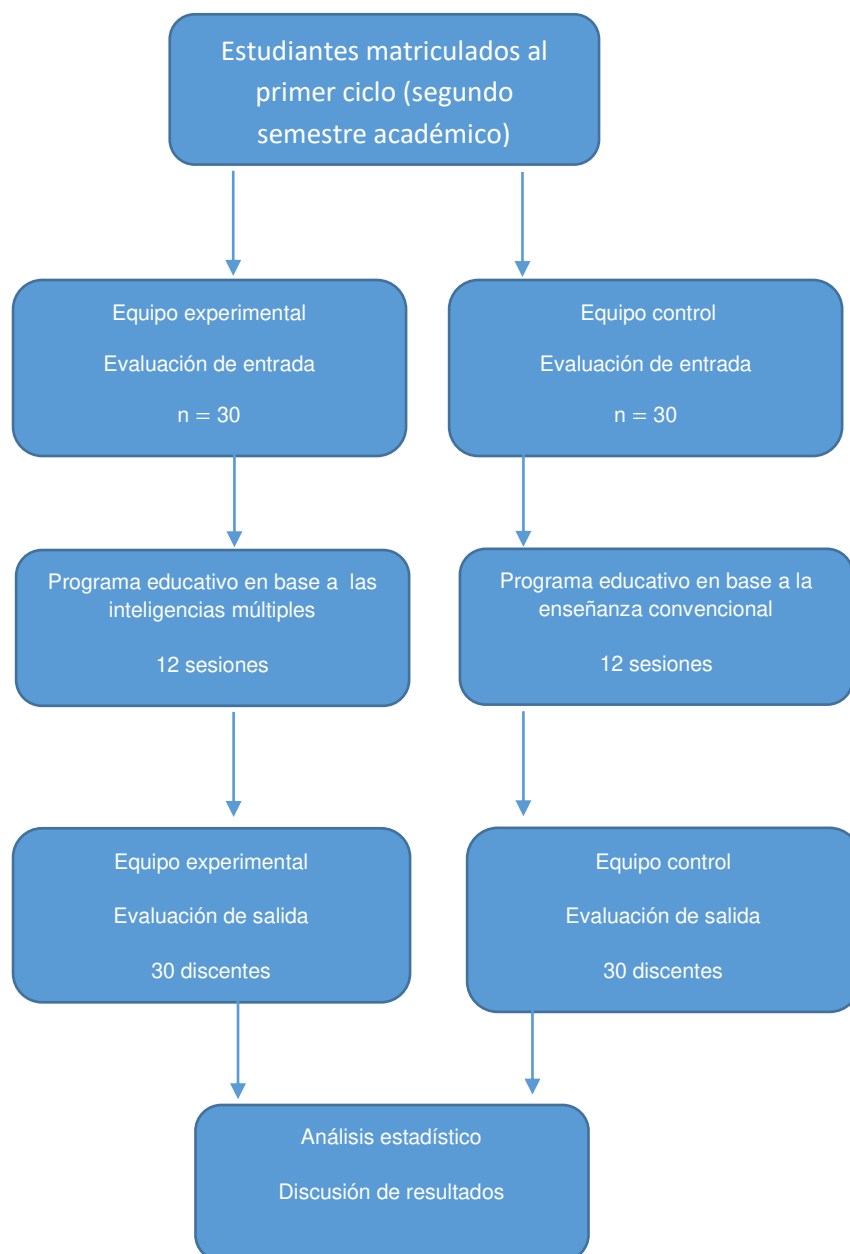 Estudiantes matriculados al
primer ciclo (segundo
semestre académico)
Equipo experimental
Evaluación de entrada
n = 30
Equipo control
Evaluación de entrada
n = 30
Programa educativo en base a las
inteligencias múltiples
12 sesiones
Programa educativo en base a la
enseñanza convencional
12 sesiones
Equipo experimental
Evaluación de salida
30 discentes
Equipo control
Evaluación de salida
30 discentes
Análisis estadístico
Discusión de resultados